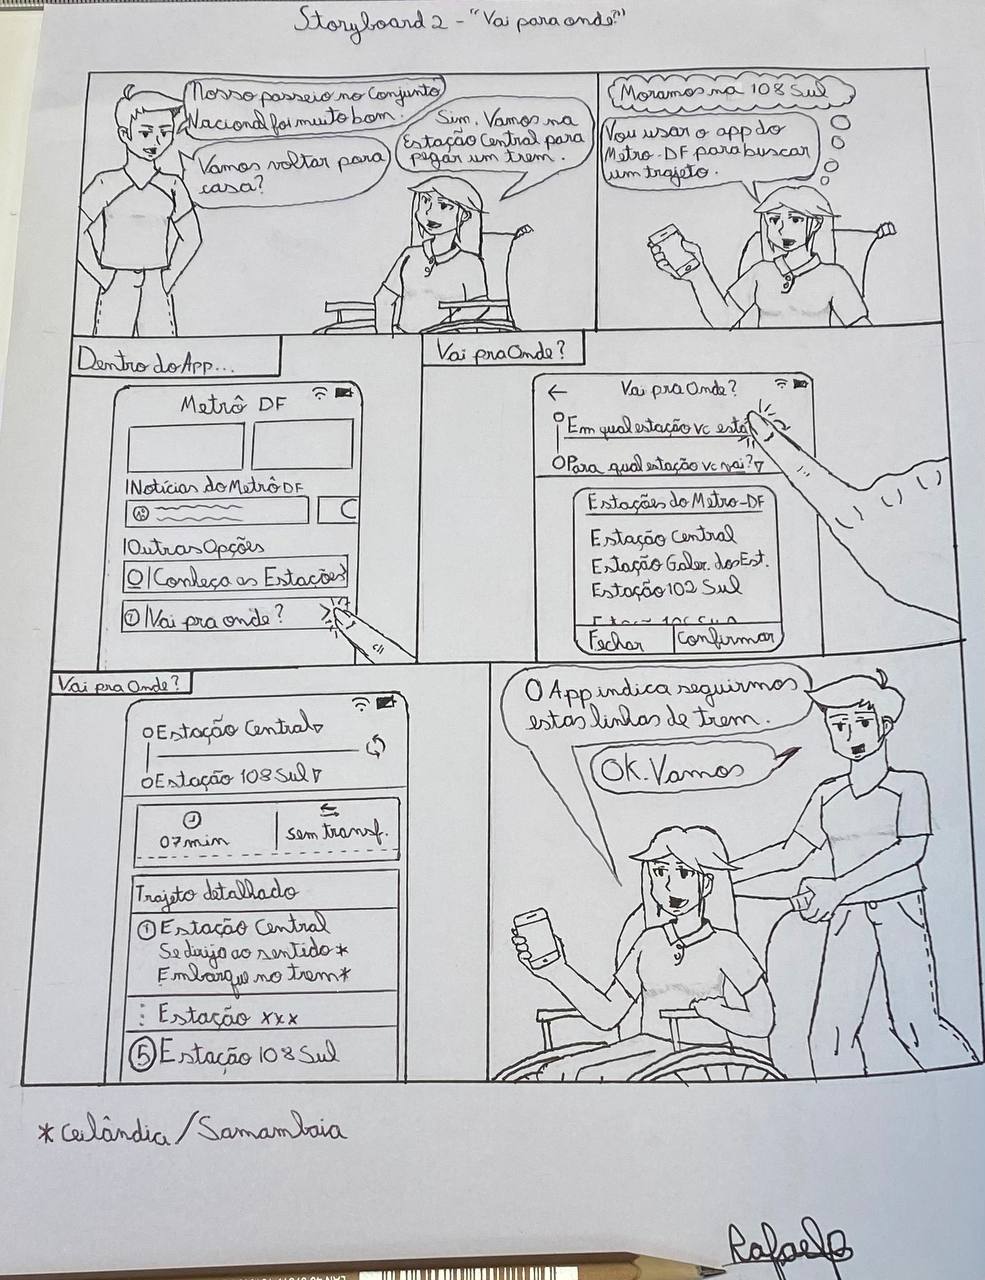 Storyboard 2 - "Vai para onde?"
Nosso passeio no Conjunto
Nacional foi muito bom.
Vamos voltar para
casa?
Sim. Vamos na
Estação Central para
pegar um trem.
Moramos na 108 Sul
Vou usar o app do
Metro-DF para buscar
um trajeto.
Dentro do App...
Metrô DF
Notícias do Metrô DF
Outras Opções
Conheça as Estações
Vai pra onde?
Vai pra Onde?
Vai pra Onde?
Em qual estação vc está
Para qual estação vc vai?
Estações do Metro-DF
Estação Central
Estação Galer. dos Est.
Estação 102 Sul
Fechar Confirmar
Vai pra Onde?
Estação Central
Estação 108 Sul
07 min
sem transf.
Trajeto detalhado
1 Estação Central
Se dirija ao sentido *
Embarque no trem *
Estação xxx
5 Estação 108 Sul
O App indica seguirmos
estas linhas de trem.
OK. Vamos
* Ceilândia / Samambaia